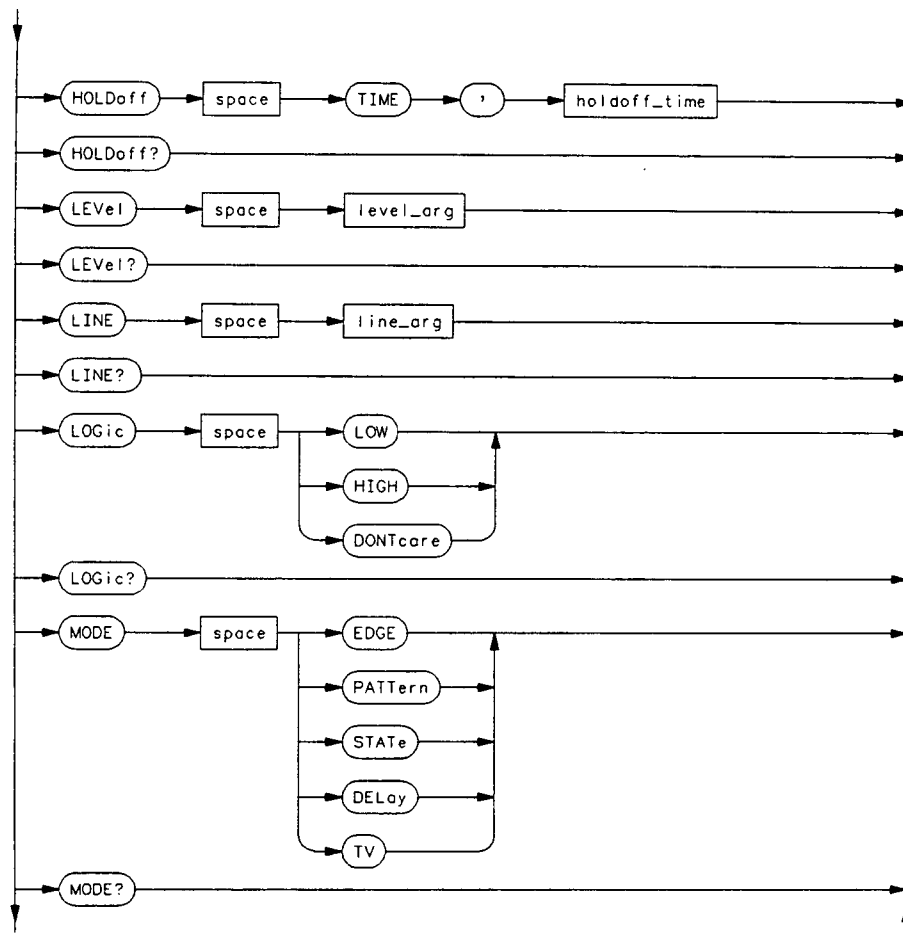 HOLDoff space TIME , holdoff_time
HOLDoff?
LEVel space level_arg
LEVel?
LINE space line_arg
LINE?
LOGic space LOW
HIGH
DONTcare
LOGic?
MODE space EDGE
PATTern
STATe
DELay
TV
MODE?